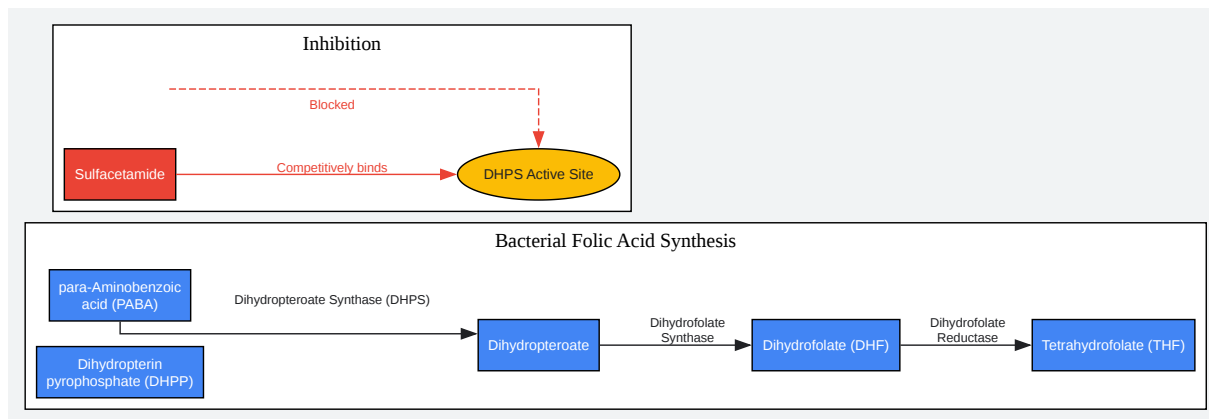 Inhibition
Blocked
Sulfacetamide
Competitively binds
DHPS Active Site
Bacterial Folic Acid Synthesis
para-Aminobenzoic
acid (PABA)
Dihydropteroate Synthase (DHPS)
Dihydropterin
pyrophosphate (DHPP)
Dihydropteroate
Dihydrofolate
Synthase
Dihydrofolate (DHF)
Dihydrofolate
Reductase
Tetrahydrofolate (THF)